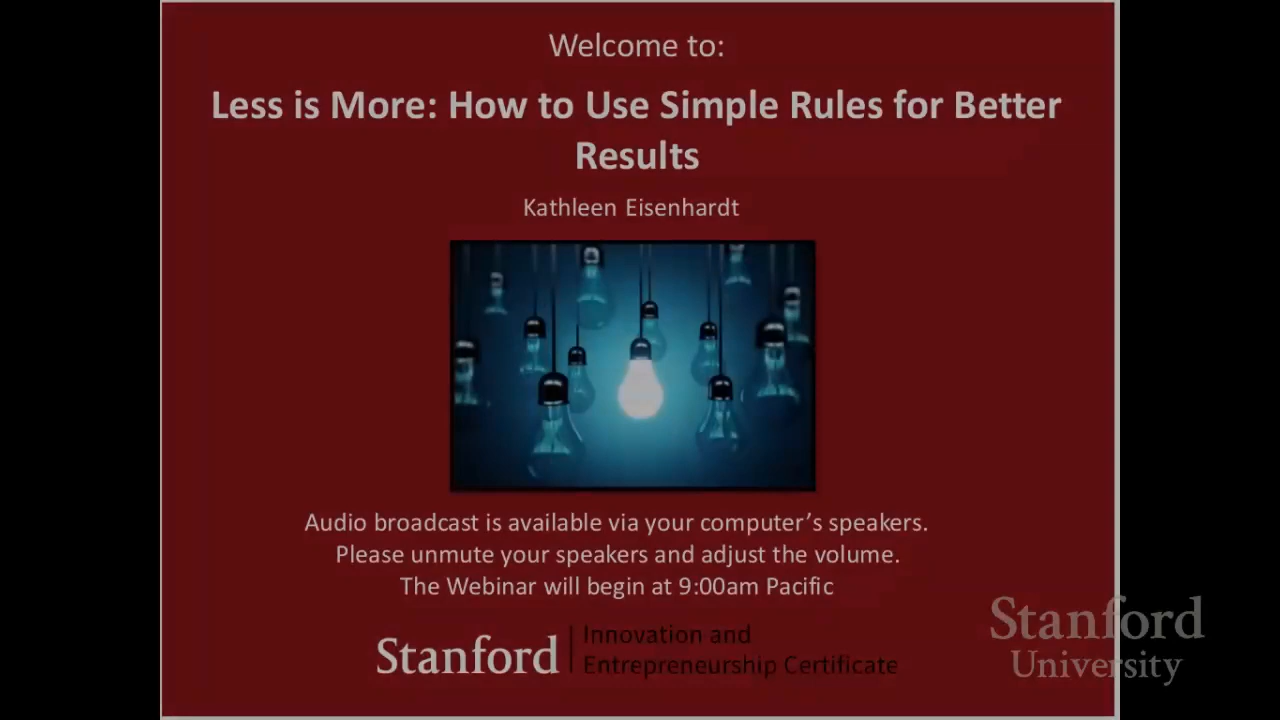 Welcome to:
Less is More: How to Use Simple Rules for Better
Results
Kathleen Eisenhardt
Audio broadcast is available via your computer’s speakers.
Please unmute your speakers and adjust the volume.
The Webinar will begin at 9:00am Pacific
Stanford
Innovation and
Entrepreneurship Certificate
Stanford
University